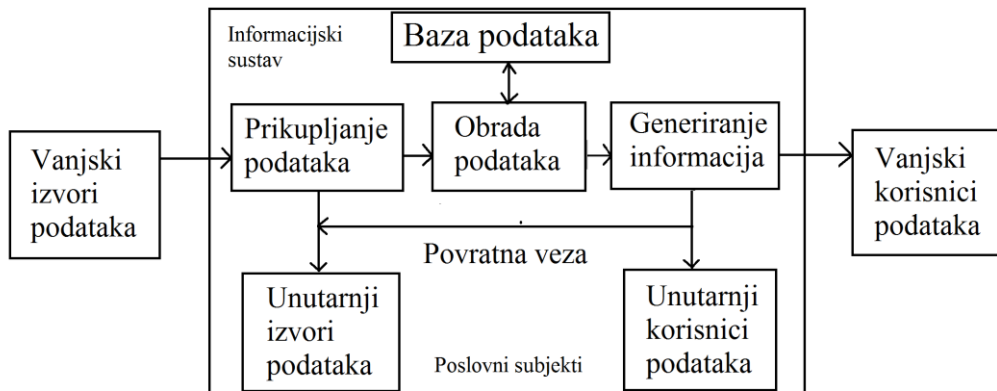 Informacijski
sustav
Baza podataka
Vanjski
izvori
podataka
Prikupljanje
podataka
Obrada
podataka
Generiranje
informacija
Vanjski
korisnici
podataka
Povratna veza
Unutarnji
izvori
podataka
Poslovni subjekti
Unutarnji
korisnici
podataka